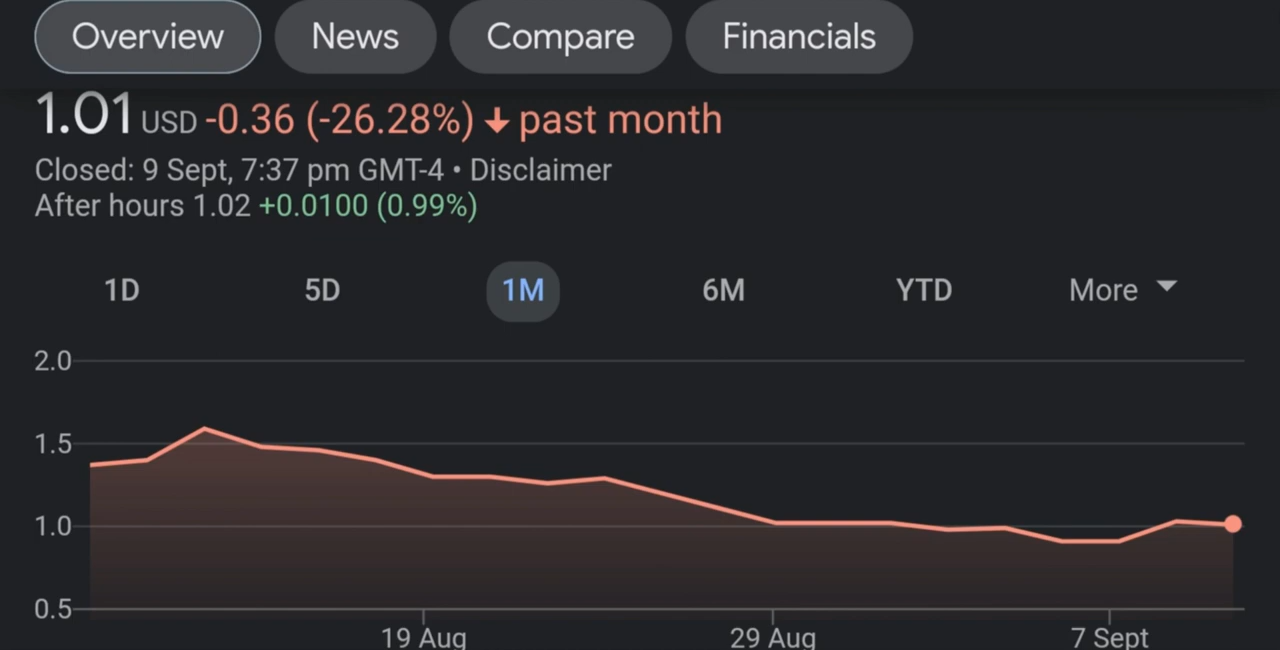 Overview News Compare Financials
1.01 USD -0.36 (-26.28%) ↓ past month
Closed: 9 Sept, 7:37 pm GMT-4 • Disclaimer
After hours 1.02 +0.0100 (0.99%)
1D 5D 1M 6M YTD More
2.0
1.5
1.0
0.5
19 Aug 29 Aug 7 Sept